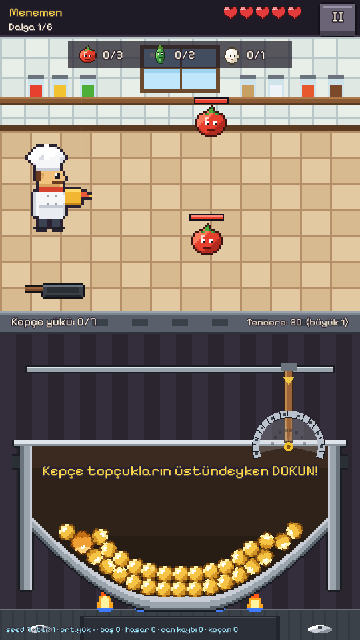 Menemen
Dalga 1/6
0/3
0/2
0/1
Kepçe yükü: 0/7
Tencere: 30 (büyük!)
Kepçe topçukların üstündeyken DOKUN!